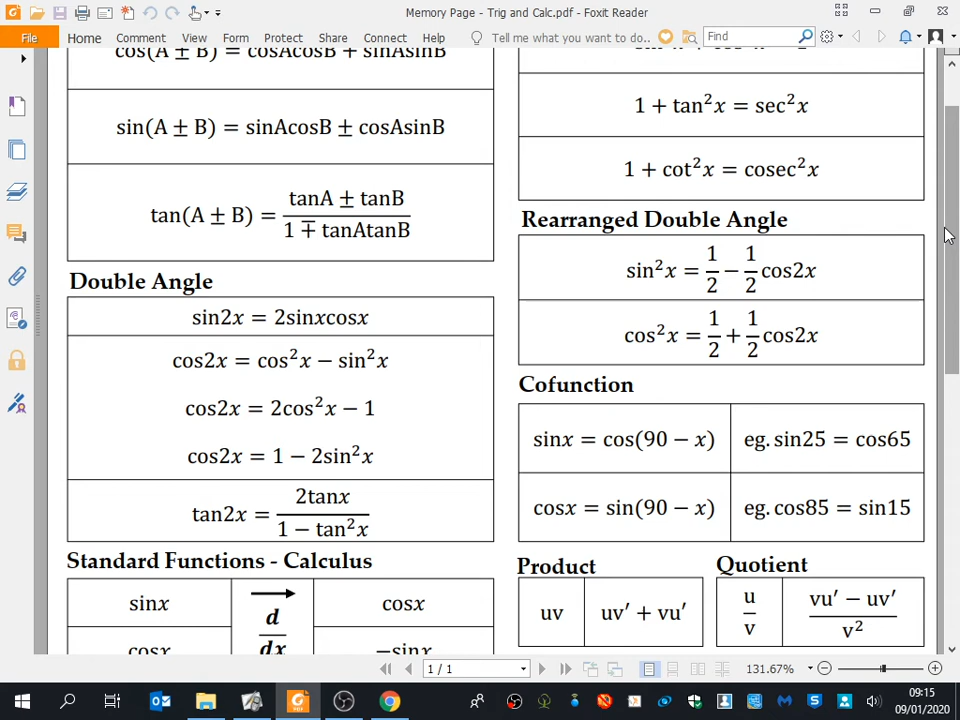 Memory Page - Trig and Calc.pdf - Foxit Reader
File Home Comment View Form Protect Share Connect Help Tell me what you want to do.. Find
cos(A ± B) = cosAcosB ∓ sinAsinB
sin(A ± B) = sinAcosB ± cosAsinB
tan(A ± B) = (tanA ± tanB)/(1 ∓ tanAtanB)
Double Angle
sin2x = 2sinxcosx
cos2x = cos²x − sin²x
cos2x = 2cos²x − 1
cos2x = 1 − 2sin²x
tan2x = 2tanx/(1 − tan²x)
Standard Functions - Calculus
sinx d/dx cosx
cosx −sinx
1 + tan²x = sec²x
1 + cot²x = cosec²x
Rearranged Double Angle
sin²x = 1/2 − 1/2 cos2x
cos²x = 1/2 + 1/2 cos2x
Cofunction
sinx = cos(90 − x) eg. sin25 = cos65
cosx = sin(90 − x) eg. cos85 = sin15
Product
uv uv′ + vu′
Quotient
u/v (vu′ − uv′)/v²
1 / 1 131.67%
09:15
09/01/2020